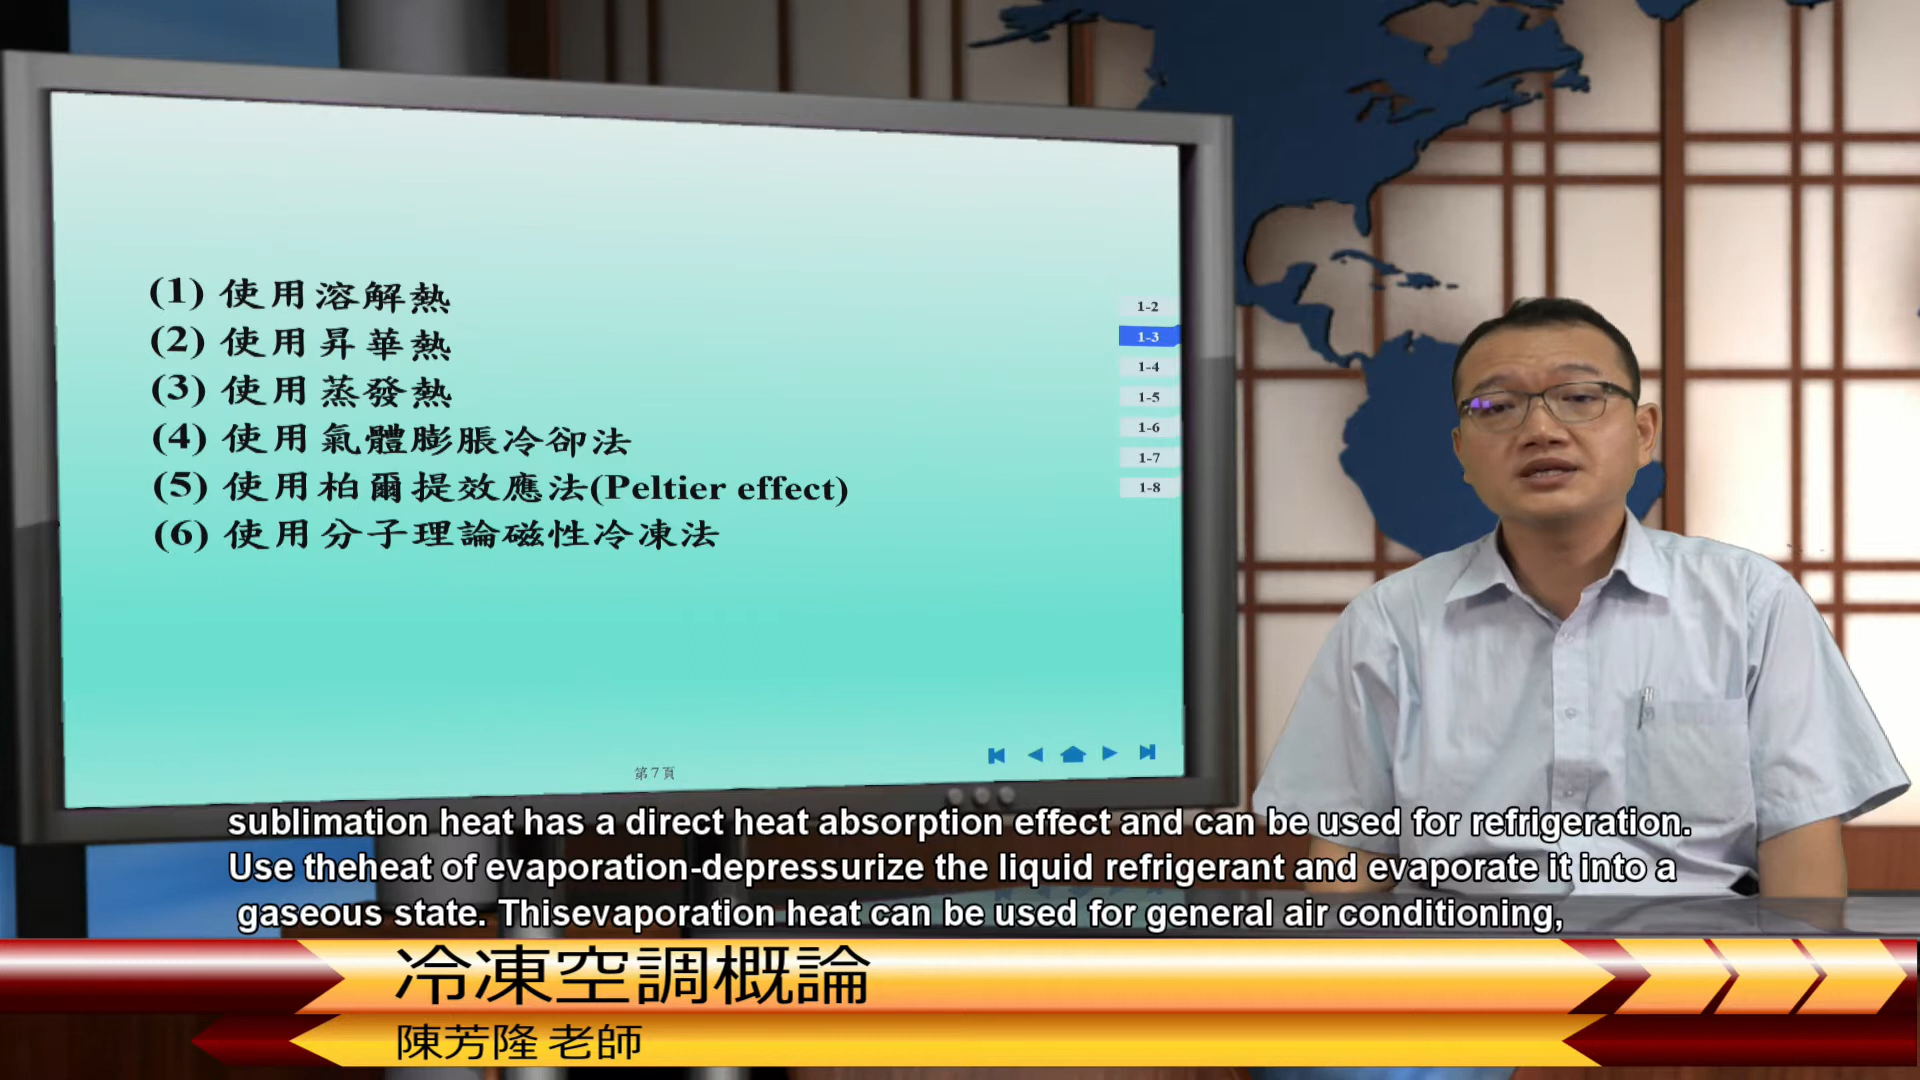 (1) 使用溶解熱
(2) 使用昇華熱
(3) 使用蒸發熱
(4) 使用氣體膨脹冷卻法
(5) 使用柏爾提效應法(Peltier effect)
(6) 使用分子理論磁性冷凍法
1-2
1-3
1-4
1-5
1-6
1-7
1-8
第7頁
sublimation heat has a direct heat absorption effect and can be used for refrigeration.
Use theheat of evaporation-depressurize the liquid refrigerant and evaporate it into a
gaseous state. Thisevaporation heat can be used for general air conditioning,
冷凍空調概論
陳芳隆 老師